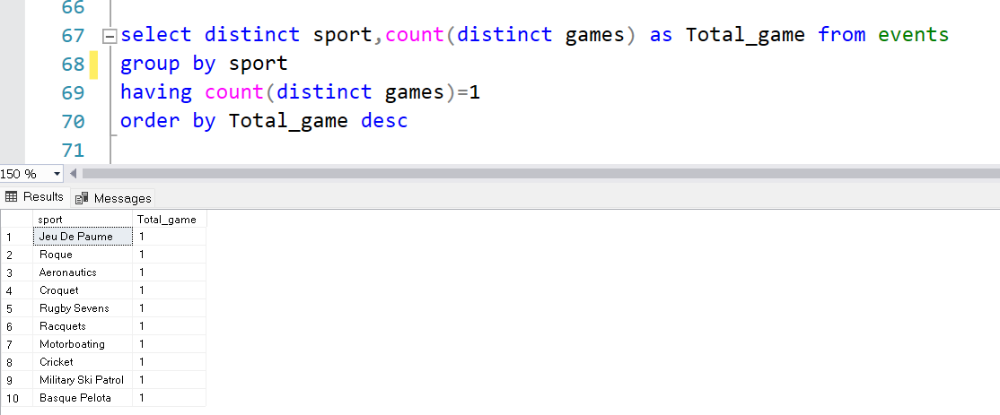 66
67 select distinct sport,count(distinct games) as Total_game from events
68 group by sport
69 having count(distinct games)=1
70 order by Total_game desc
71
150 %
Results Messages
sport Total_game
1 Jeu De Paume 1
2 Roque 1
3 Aeronautics 1
4 Croquet 1
5 Rugby Sevens 1
6 Racquets 1
7 Motorboating 1
8 Cricket 1
9 Military Ski Patrol 1
10 Basque Pelota 1